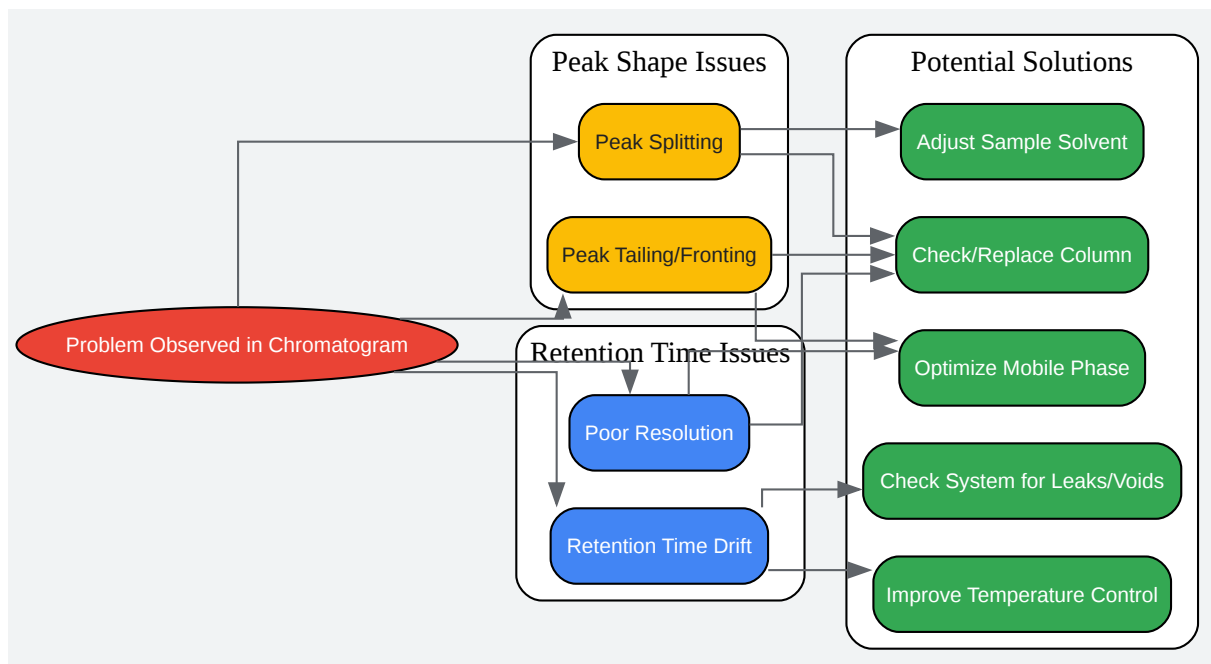 Problem Observed in Chromatogram
Peak Shape Issues
Peak Splitting
Peak Tailing/Fronting
Retention Time Issues
Poor Resolution
Retention Time Drift
Potential Solutions
Adjust Sample Solvent
Check/Replace Column
Optimize Mobile Phase
Check System for Leaks/Voids
Improve Temperature Control